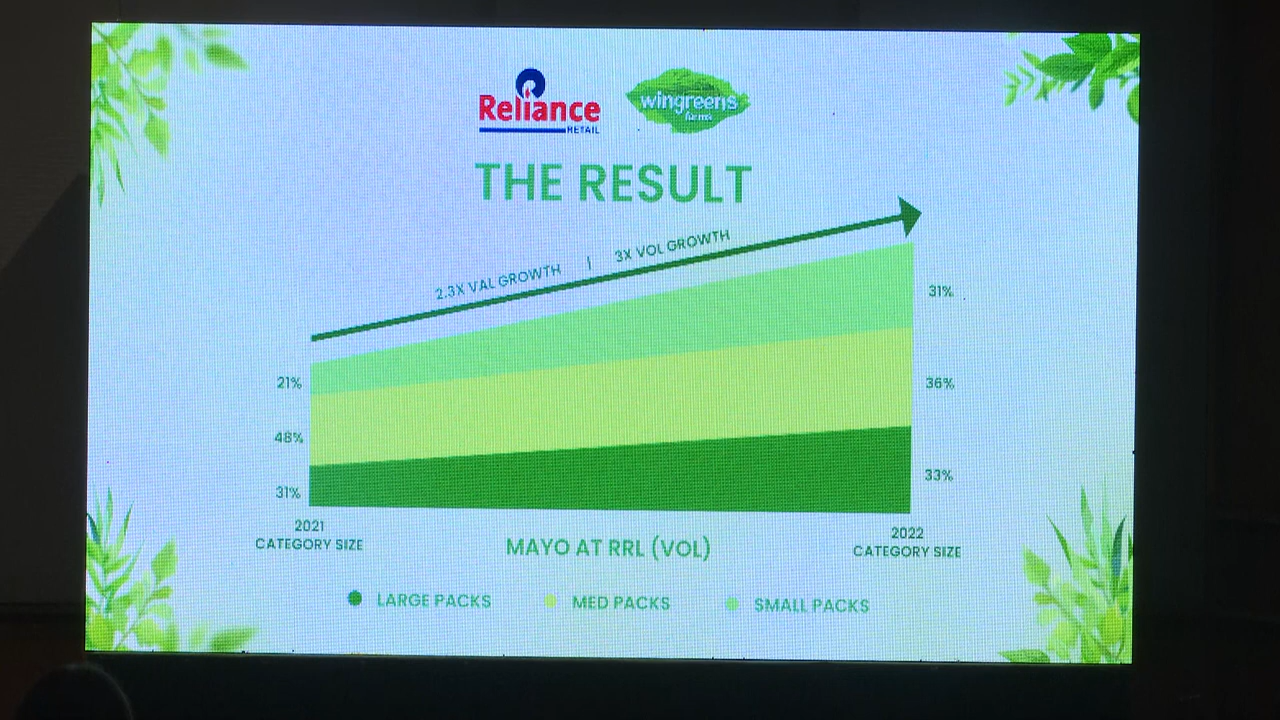 Reliance
RETAIL
wingreens
farms
THE RESULT
2.3X VAL GROWTH | 3X VOL GROWTH
31%
21%
36%
48%
33%
31%
2021
CATEGORY SIZE
MAYO AT RRL (VOL)
2022
CATEGORY SIZE
LARGE PACKS
MED PACKS
SMALL PACKS